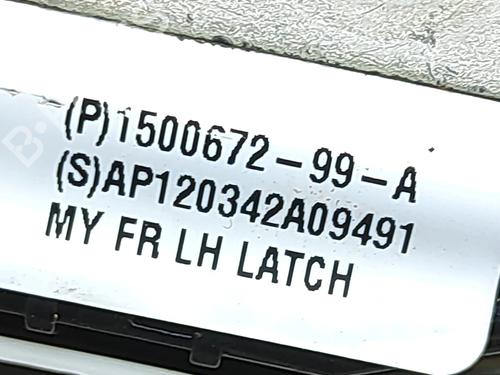 (P)1500672-99-A
(S)AP120342A09491
MY FR LH LATCH